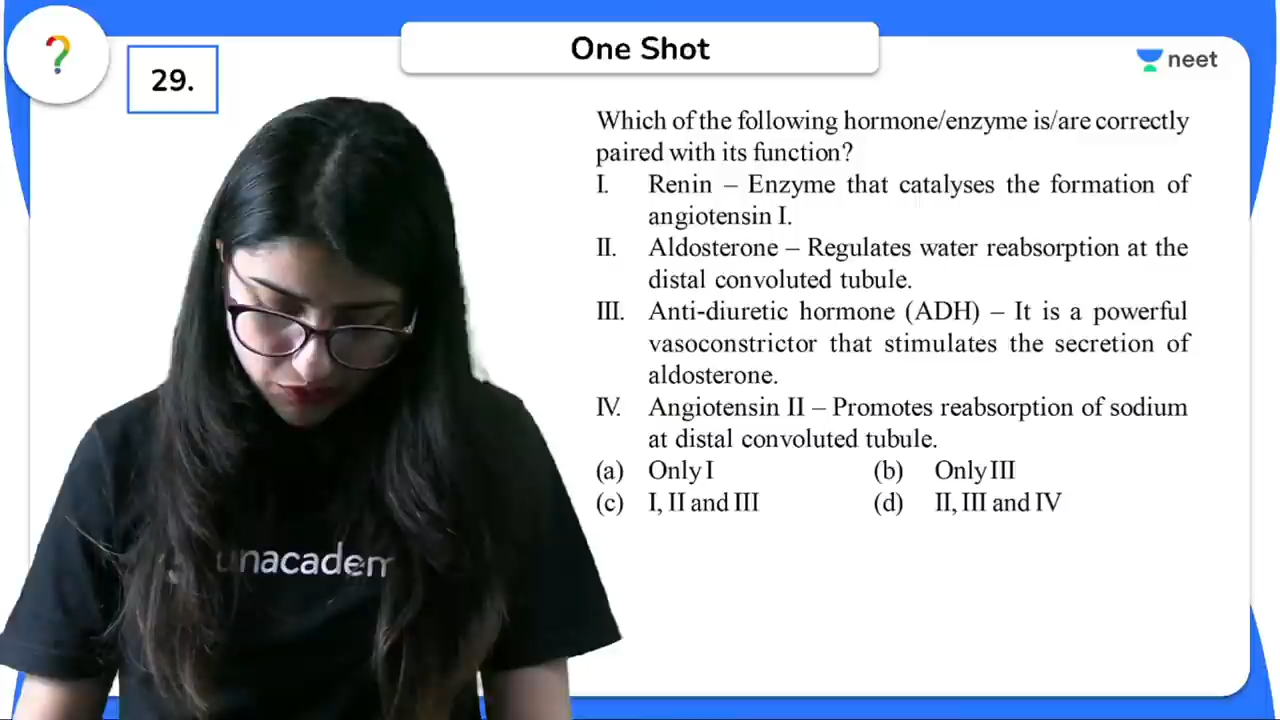 ?
One Shot
neet
29.
Which of the following hormone/enzyme is/are correctly
paired with its function?
I. Renin – Enzyme that catalyses the formation of
angiotensin I.
II. Aldosterone – Regulates water reabsorption at the
distal convoluted tubule.
III. Anti-diuretic hormone (ADH) – It is a powerful
vasoconstrictor that stimulates the secretion of
aldosterone.
IV. Angiotensin II – Promotes reabsorption of sodium
at distal convoluted tubule.
(a) Only I (b) Only III
(c) I, II and III (d) II, III and IV
unacadem